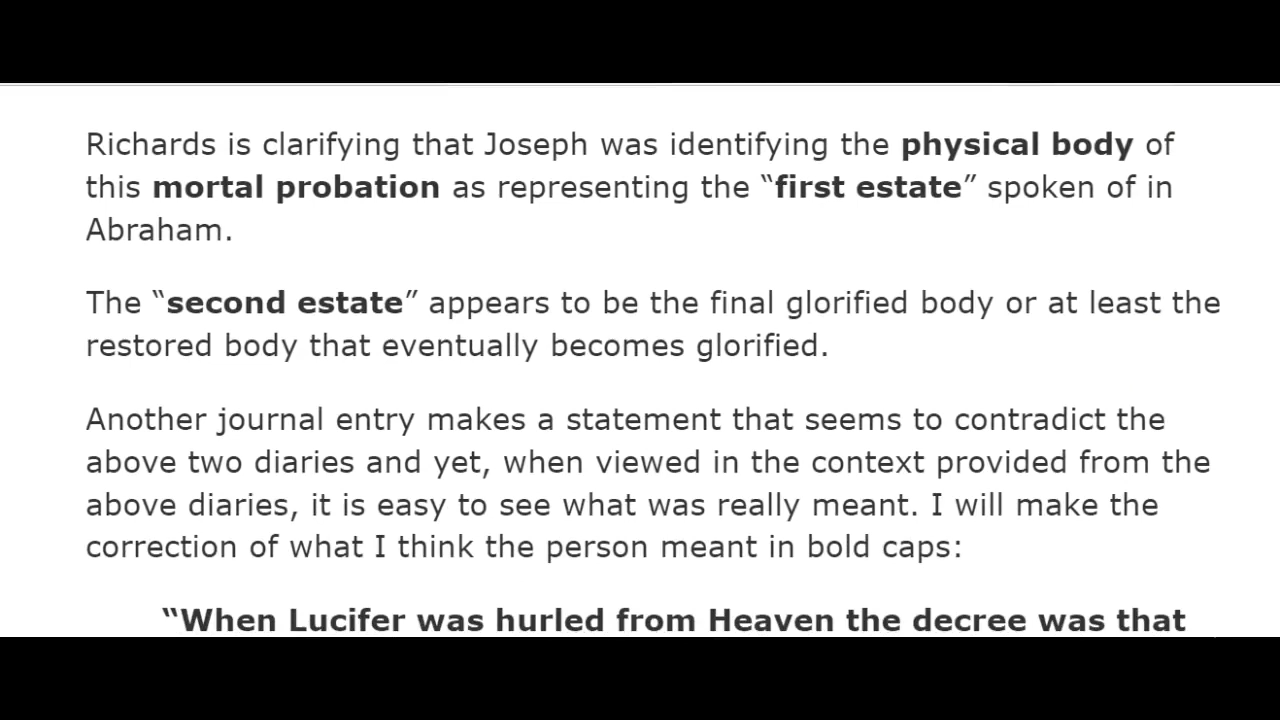 Richards is clarifying that Joseph was identifying the physical body of
this mortal probation as representing the “first estate” spoken of in
Abraham.
The “second estate” appears to be the final glorified body or at least the
restored body that eventually becomes glorified.
Another journal entry makes a statement that seems to contradict the
above two diaries and yet, when viewed in the context provided from the
above diaries, it is easy to see what was really meant. I will make the
correction of what I think the person meant in bold caps:
“When Lucifer was hurled from Heaven the decree was that